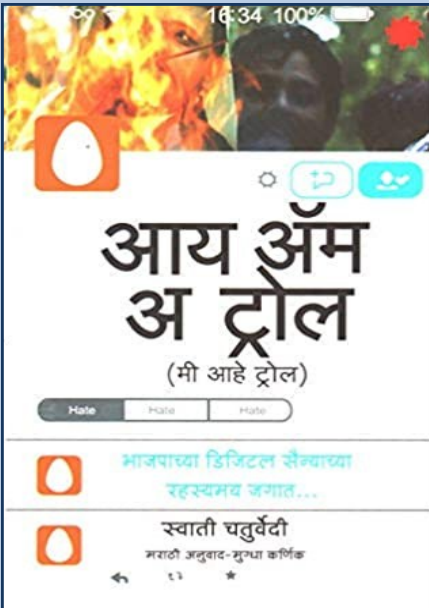 16:34 100%
आय ॲम
अ ट्रोल
(मी आहे ट्रोल)
Hate Hate Hate
भाजपाच्या डिजिटल सैन्याच्या
रहस्यमय जगात...
स्वाती चतुर्वेदी
मराठी अनुवाद-मुग्धा कर्णिक